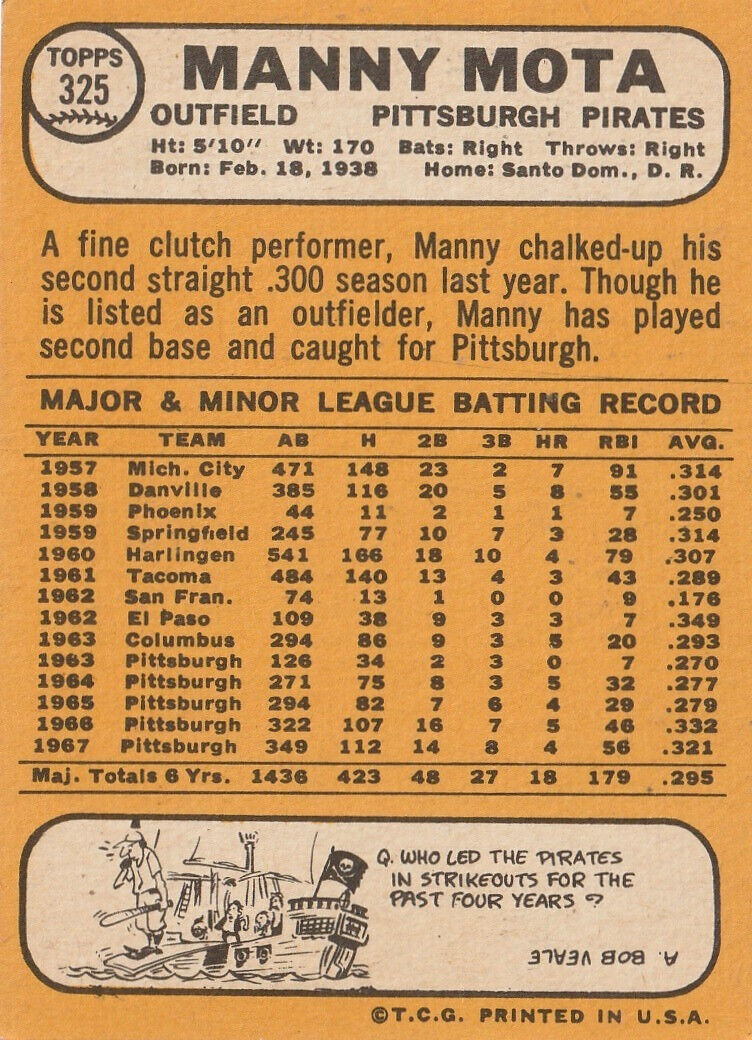 TOPPS
325
MANNY MOTA
OUTFIELD PITTSBURGH PIRATES
Ht: 5'10" Wt: 170 Bats: Right Throws: Right
Born: Feb. 18, 1938 Home: Santo Dom., D. R.
A fine clutch performer, Manny chalked-up his
second straight .300 season last year. Though he
is listed as an outfielder, Manny has played
second base and caught for Pittsburgh.
MAJOR & MINOR LEAGUE BATTING RECORD
YEAR TEAM AB H 2B 3B HR RBI AVG.
1957 Mich. City 471 148 23 2 7 91 .314
1958 Danville 385 116 20 5 8 55 .301
1959 Phoenix 44 11 2 1 1 7 .250
1959 Springfield 245 77 10 7 3 28 .314
1960 Harlingen 541 166 18 10 4 79 .307
1961 Tacoma 484 140 13 4 3 43 .289
1962 San Fran. 74 13 1 0 0 9 .176
1962 El Paso 109 38 9 3 3 7 .349
1963 Columbus 294 86 9 3 5 20 .293
1963 Pittsburgh 126 34 2 3 0 7 .270
1964 Pittsburgh 271 75 8 3 5 32 .277
1965 Pittsburgh 294 82 7 6 4 29 .279
1966 Pittsburgh 322 107 16 7 5 46 .332
1967 Pittsburgh 349 112 14 8 4 56 .321
Maj. Totals 6 Yrs. 1436 423 48 27 18 179 .295
Q. WHO LED THE PIRATES
IN STRIKEOUTS FOR THE
PAST FOUR YEARS ?
A. BOB VEALE
©T.C.G. PRINTED IN U.S.A.